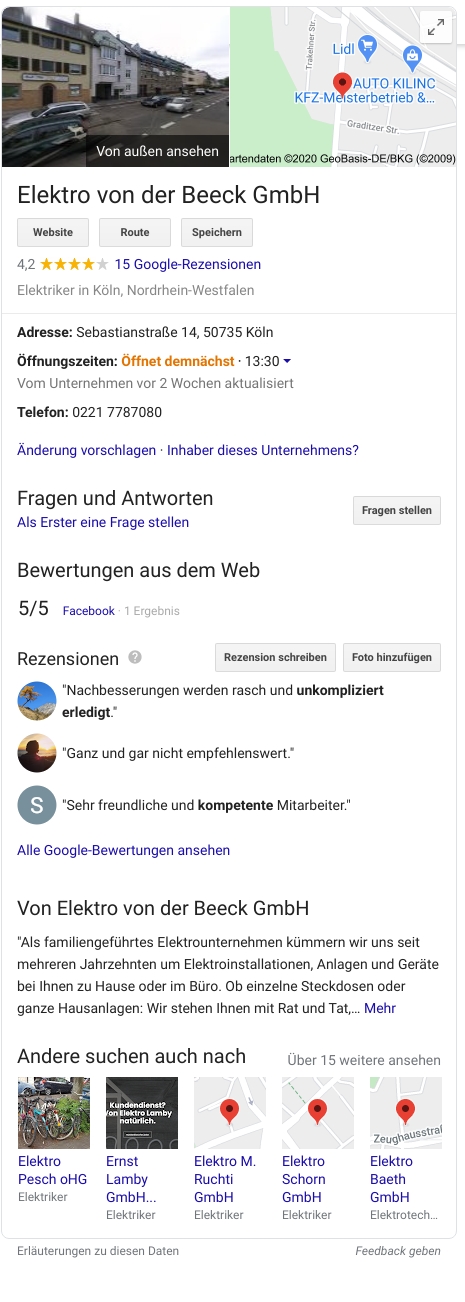 Trakehner Str.
Lidl
AUTO KILINC
KFZ-Meisterbetrieb &...
Graditzer Str.
Von außen ansehen
artendaten ©2020 GeoBasis-DE/BKG (©2009)
Elektro von der Beeck GmbH
Website Route Speichern
4,2 15 Google-Rezensionen
Elektriker in Köln, Nordrhein-Westfalen
Adresse: Sebastianstraße 14, 50735 Köln
Öffnungszeiten: Öffnet demnächst · 13:30
Vom Unternehmen vor 2 Wochen aktualisiert
Telefon: 0221 7787080
Änderung vorschlagen · Inhaber dieses Unternehmens?
Fragen und Antworten
Als Erster eine Frage stellen
Fragen stellen
Bewertungen aus dem Web
5/5 Facebook · 1 Ergebnis
Rezensionen ? Rezension schreiben Foto hinzufügen
"Nachbesserungen werden rasch und unkompliziert
erledigt."
"Ganz und gar nicht empfehlenswert."
S "Sehr freundliche und kompetente Mitarbeiter."
Alle Google-Bewertungen ansehen
Von Elektro von der Beeck GmbH
"Als familiengeführtes Elektrounternehmen kümmern wir uns seit
mehreren Jahrzehnten um Elektroinstallationen, Anlagen und Geräte
bei Ihnen zu Hause oder im Büro. Ob einzelne Steckdosen oder
ganze Hausanlagen: Wir stehen Ihnen mit Rat und Tat,… Mehr
Andere suchen auch nach Über 15 weitere ansehen
Kundendienst?
Von Elektro Lamby
natürlich.
Zeughausstraß
Elektro
Pesch oHG
Elektriker
Ernst
Lamby
GmbH...
Elektriker
Elektro M.
Ruchti
GmbH
Elektriker
Elektro
Schorn
GmbH
Elektriker
Elektro
Baeth
GmbH
Elektrotech...
Erläuterungen zu diesen Daten Feedback geben